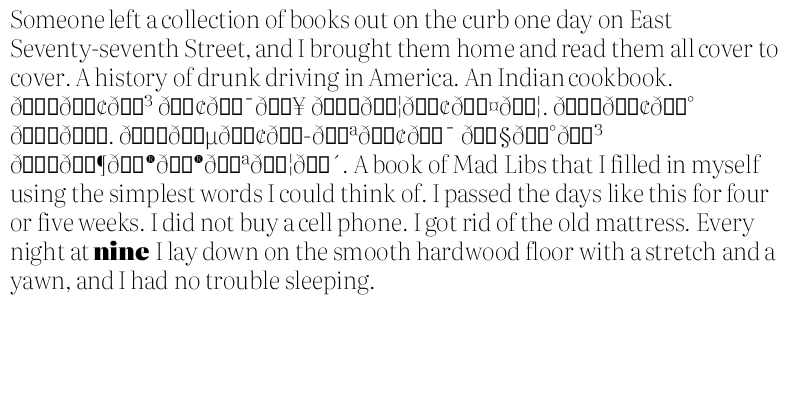 Someone left a collection of books out on the curb one day on East
Seventy-seventh Street, and I brought them home and read them all cover to
cover. A history of drunk driving in America. An Indian cookbook.
. A book of Mad Libs that I filled in myself
using the simplest words I could think of. I passed the days like this for four
or five weeks. I did not buy a cell phone. I got rid of the old mattress. Every
night at nine I lay down on the smooth hardwood floor with a stretch and a
yawn, and I had no trouble sleeping.